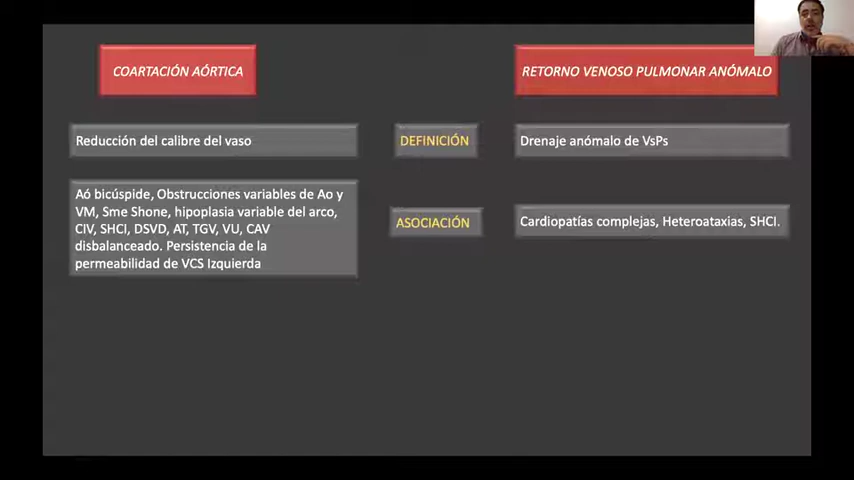 COARTACIÓN AÓRTICA
RETORNO VENOSO PULMONAR ANÓMALO
Reducción del calibre del vaso
DEFINICIÓN
Drenaje anómalo de VsPs
Aó bicúspide, Obstrucciones variables de Ao y
VM, Sme Shone, hipoplasia variable del arco,
CIV, SHCI, DSVD, AT, TGV, VU, CAV
disbalanceado. Persistencia de la
permeabilidad de VCS Izquierda
ASOCIACIÓN
Cardiopatías complejas, Heteroataxias, SHCI.